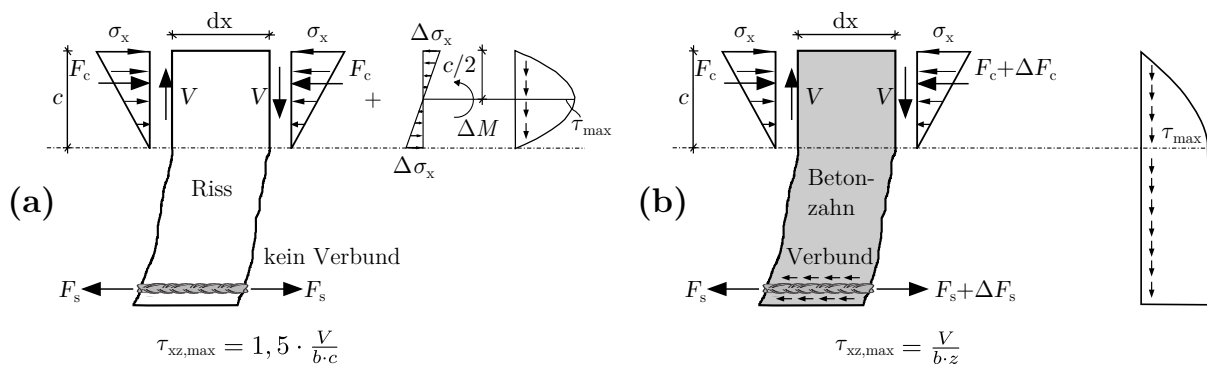 dx
σx
Δσx
σx
Fc
c
V
V
Fc
+
c/2
ΔM
τmax
Δσx
(a)
Riss
kein Verbund
Fs
Fs
τxz,max = 1,5 · V/(b·c)
dx
σx
σx
Fc
c
V
V
Fc+ΔFc
τmax
(b)
Beton-
zahn
Verbund
Fs
Fs+ΔFs
τxz,max = V/(b·z)